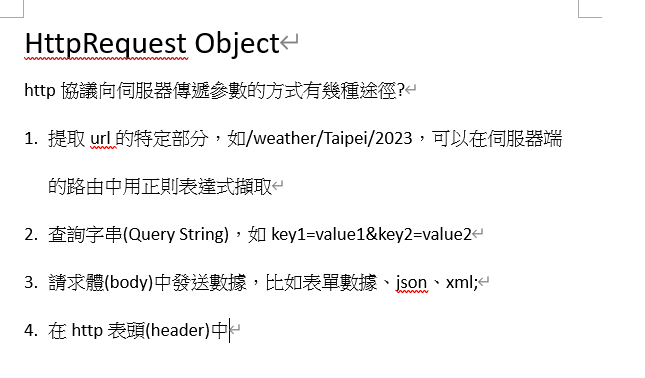 HttpRequest Object
http 協議向伺服器傳遞參數的方式有幾種途徑?
1. 提取 url 的特定部分，如/weather/Taipei/2023，可以在伺服器端
的路由中用正則表達式擷取
2. 查詢字串(Query String)，如 key1=value1&key2=value2
3. 請求體(body)中發送數據，比如表單數據、json、xml;
4. 在 http 表頭(header)中